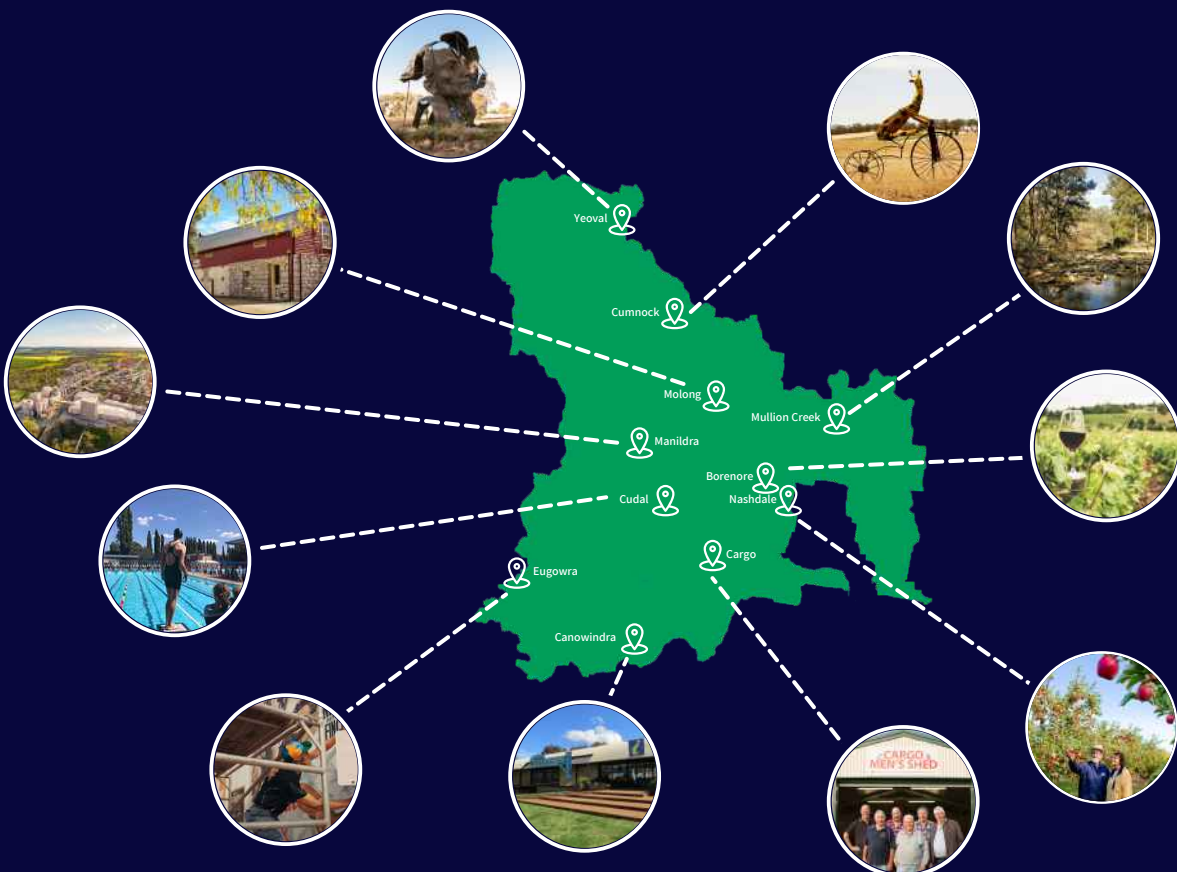 Yeoval
Cumnock
Molong
Mullion Creek
Manildra
Borenore
Cudal
Nashdale
Cargo
Eugowra
Canowindra
CARGO
MEN'S SHED